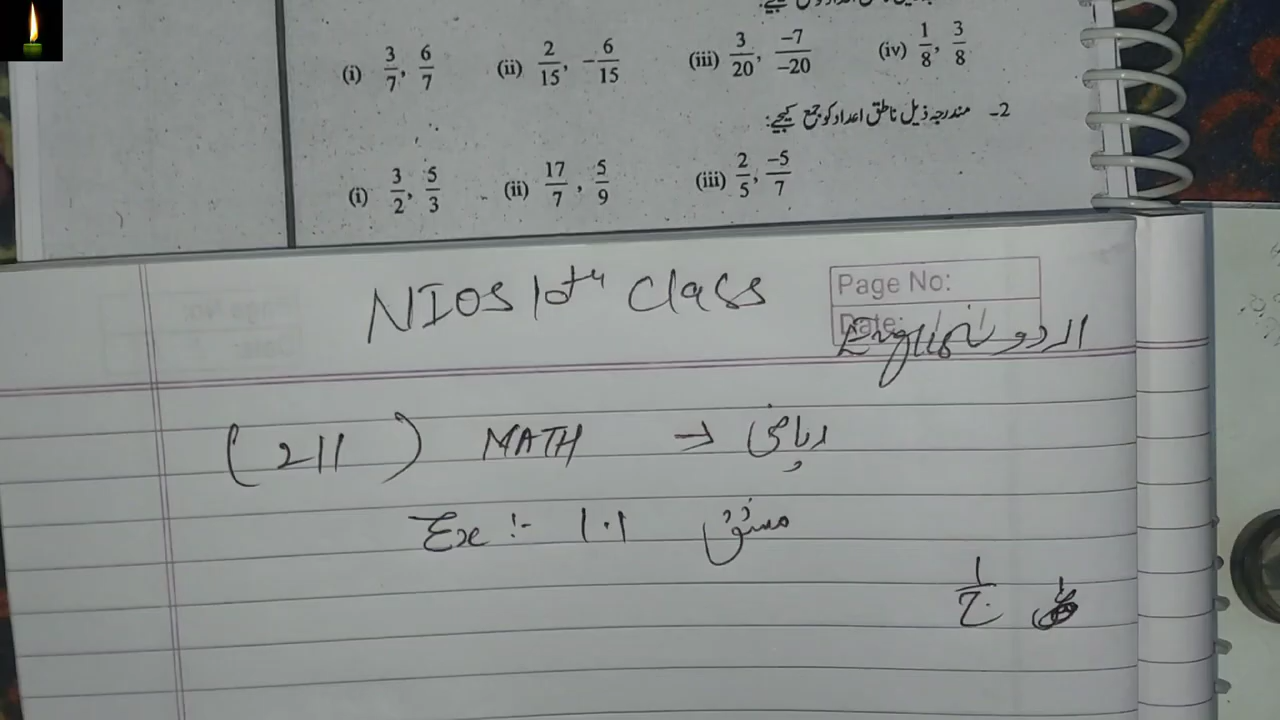 (i) 3/7, 6/7 (ii) 2/15, -6/15 (iii) 3/20, -7/-20 (iv) 1/8, 3/8
2- مندرجہ ذیل ناطق اعداد کو جمع کیجیے:
(i) 3/2, 5/3 (ii) 17/7, 5/9 (iii) 2/5, -5/7
NIOS 10th Class
Page No:
Date:
English اردو
(211) MATH → ریاضی
Ex :- 1.1 مشق